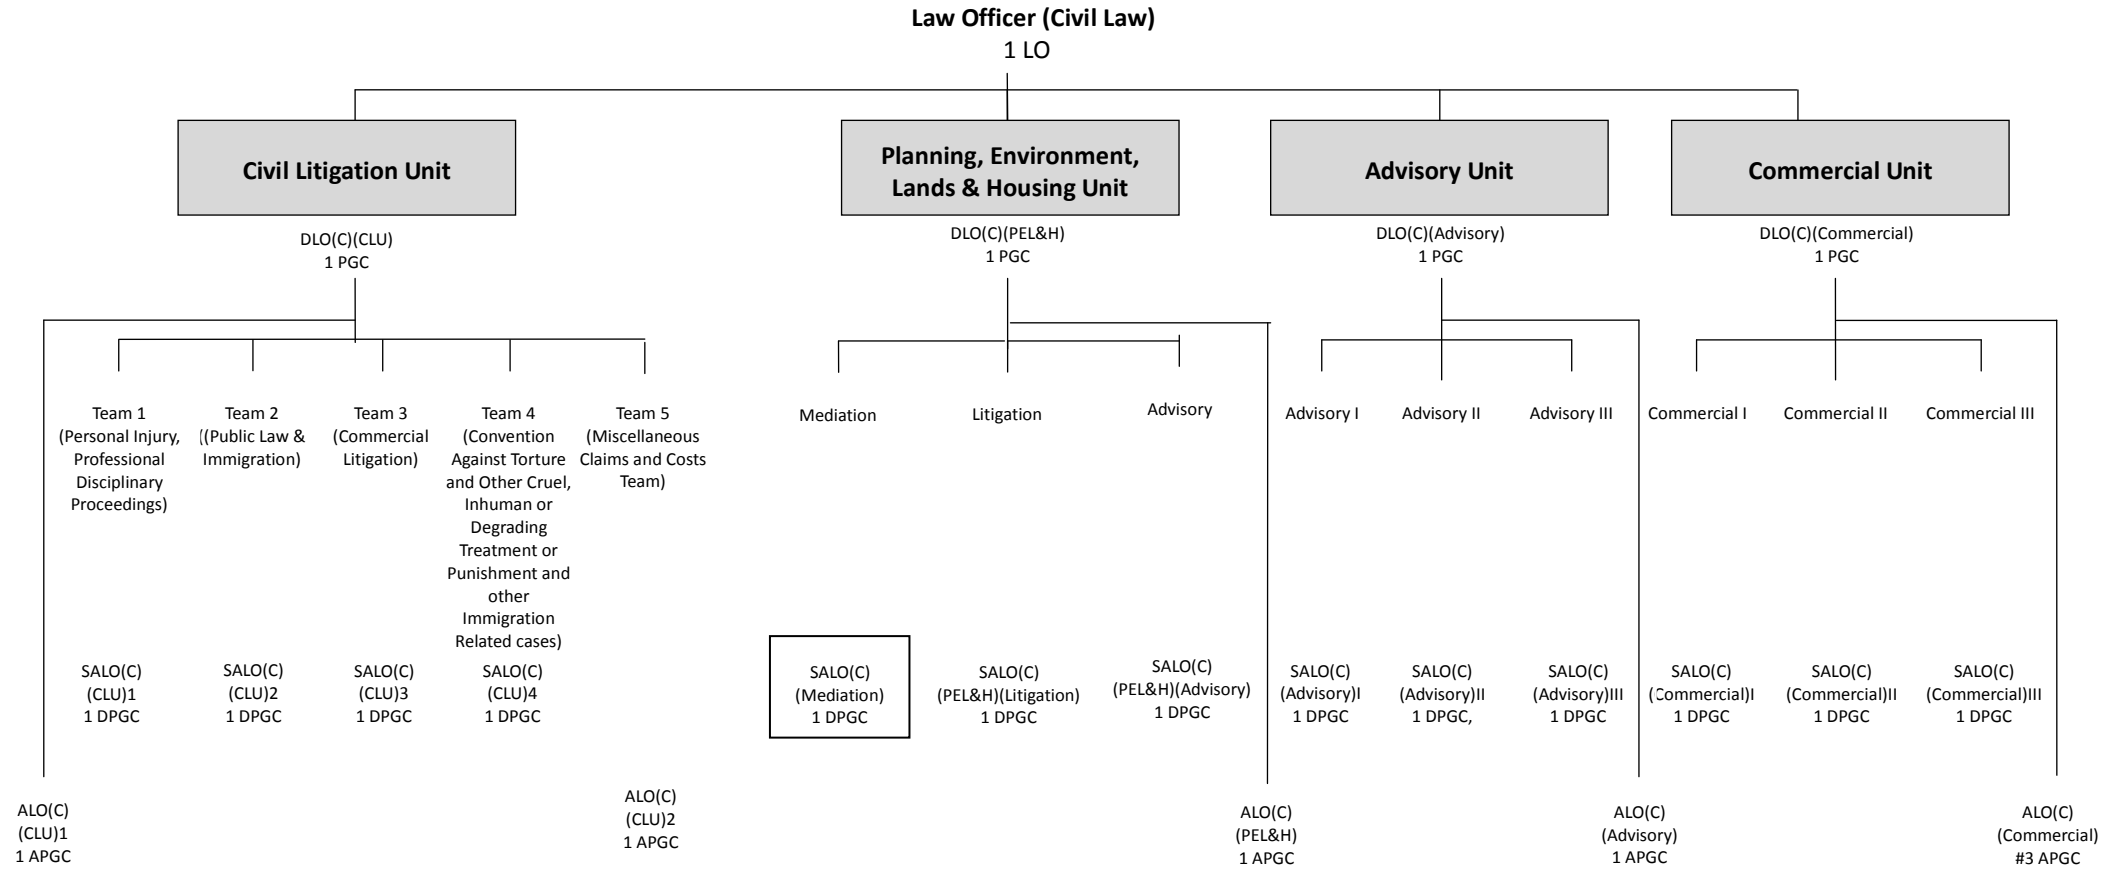 Law Officer (Civil Law)
1 LO
Civil Litigation Unit
DLO(C)(CLU)
1 PGC
Planning, Environment,
Lands & Housing Unit
DLO(C)(PEL&H)
1 PGC
Advisory Unit
DLO(C)(Advisory)
1 PGC
Commercial Unit
DLO(C)(Commercial)
1 PGC
Team 1
(Personal Injury,
Professional
Disciplinary
Proceedings)
Team 2
((Public Law &
Immigration)
Team 3
(Commercial
Litigation)
Team 4
(Convention
Against Torture
and Other Cruel,
Inhuman or
Degrading
Treatment or
Punishment and
other
Immigration
Related cases)
Team 5
(Miscellaneous
Claims and Costs
Team)
Mediation
Litigation
Advisory
Advisory I
Advisory II
Advisory III
Commercial I
Commercial II
Commercial III
SALO(C)
(CLU)1
1 DPGC
SALO(C)
(CLU)2
1 DPGC
SALO(C)
(CLU)3
1 DPGC
SALO(C)
(CLU)4
1 DPGC
SALO(C)
(Mediation)
1 DPGC
SALO(C)
(PEL&H)(Litigation)
1 DPGC
SALO(C)
(PEL&H)(Advisory)
1 DPGC
SALO(C)
(Advisory)I
1 DPGC
SALO(C)
(Advisory)II
1 DPGC,
SALO(C)
(Advisory)III
1 DPGC
SALO(C)
(Commercial)I
1 DPGC
SALO(C)
(Commercial)II
1 DPGC
SALO(C)
(Commercial)III
1 DPGC
ALO(C)
(CLU)1
1 APGC
ALO(C)
(CLU)2
1 APGC
ALO(C)
(PEL&H)
1 APGC
ALO(C)
(Advisory)
1 APGC
ALO(C)
(Commercial)
#3 APGC